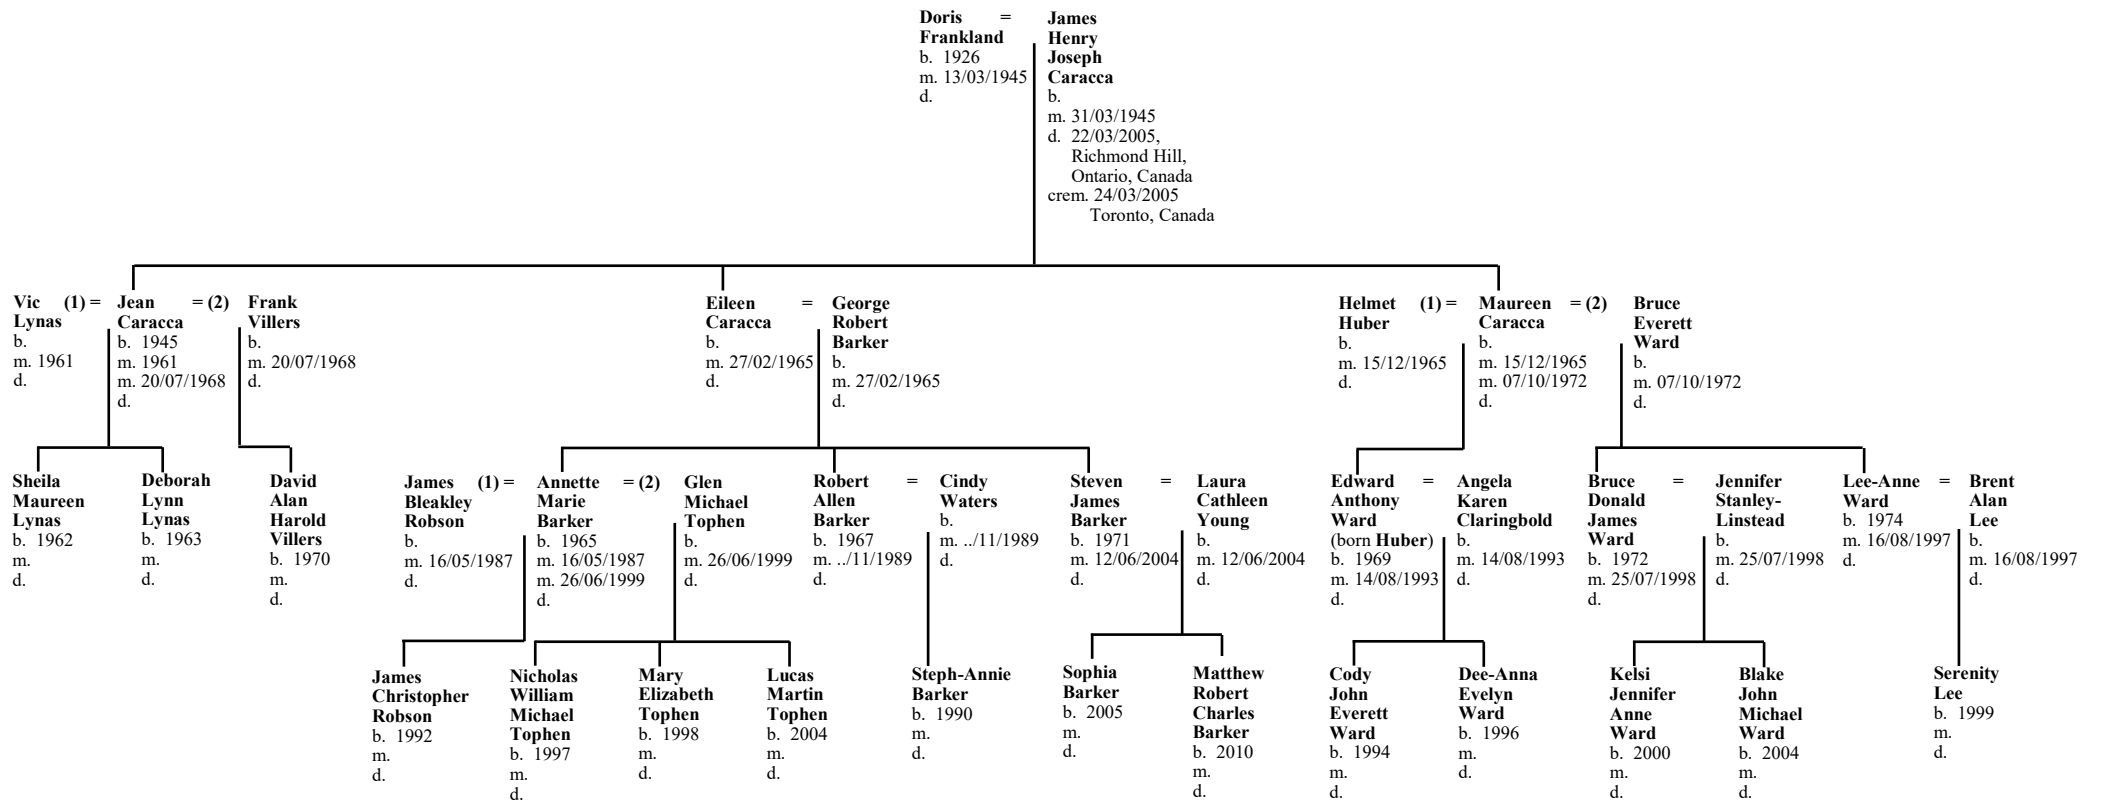 Doris =
Frankland
b. 1926
m. 13/03/1945
d.
James
Henry
Joseph
Caracca
b.
m. 31/03/1945
d. 22/03/2005,
Richmond Hill,
Ontario, Canada
crem. 24/03/2005
Toronto, Canada
Vic (1) =
Lynas
b.
m. 1961
d.
Jean = (2)
Caracca
b. 1945
m. 1961
m. 20/07/1968
d.
Frank
Villers
b.
m. 20/07/1968
d.
Eileen =
Caracca
b.
m. 27/02/1965
d.
George
Robert
Barker
b.
m. 27/02/1965
d.
Helmet (1) =
Huber
b.
m. 15/12/1965
d.
Maureen = (2)
Caracca
b.
m. 15/12/1965
m. 07/10/1972
d.
Bruce
Everett
Ward
b.
m. 07/10/1972
d.
Sheila
Maureen
Lynas
b. 1962
m.
d.
Deborah
Lynn
Lynas
b. 1963
m.
d.
David
Alan
Harold
Villers
b. 1970
m.
d.
James (1) =
Bleakley
Robson
b.
m. 16/05/1987
d.
Annette = (2)
Marie
Barker
b. 1965
m. 16/05/1987
m. 26/06/1999
d.
Glen
Michael
Tophen
b.
m. 26/06/1999
d.
Robert =
Allen
Barker
b. 1967
m. ../11/1989
d.
Cindy
Waters
b.
m. ../11/1989
d.
Steven =
James
Barker
b. 1971
m. 12/06/2004
d.
Laura
Cathleen
Young
b.
m. 12/06/2004
d.
Edward =
Anthony
Ward
(born Huber)
b. 1969
m. 14/08/1993
d.
Angela
Karen
Claringbold
b.
m. 14/08/1993
d.
Bruce =
Donald
James
Ward
b. 1972
m. 25/07/1998
d.
Jennifer
Stanley-
Linstead
b.
m. 25/07/1998
d.
Lee-Anne =
Ward
b. 1974
m. 16/08/1997
d.
Brent
Alan
Lee
b.
m. 16/08/1997
d.
James
Christopher
Robson
b. 1992
m.
d.
Nicholas
William
Michael
Tophen
b. 1997
m.
d.
Mary
Elizabeth
Tophen
b. 1998
m.
d.
Lucas
Martin
Tophen
b. 2004
m.
d.
Steph-Annie
Barker
b. 1990
m.
d.
Sophia
Barker
b. 2005
m.
d.
Matthew
Robert
Charles
Barker
b. 2010
m.
d.
Cody
John
Everett
Ward
b. 1994
m.
d.
Dee-Anna
Evelyn
Ward
b. 1996
m.
d.
Kelsi
Jennifer
Anne
Ward
b. 2000
m.
d.
Blake
John
Michael
Ward
b. 2004
m.
d.
Serenity
Lee
b. 1999
m.
d.